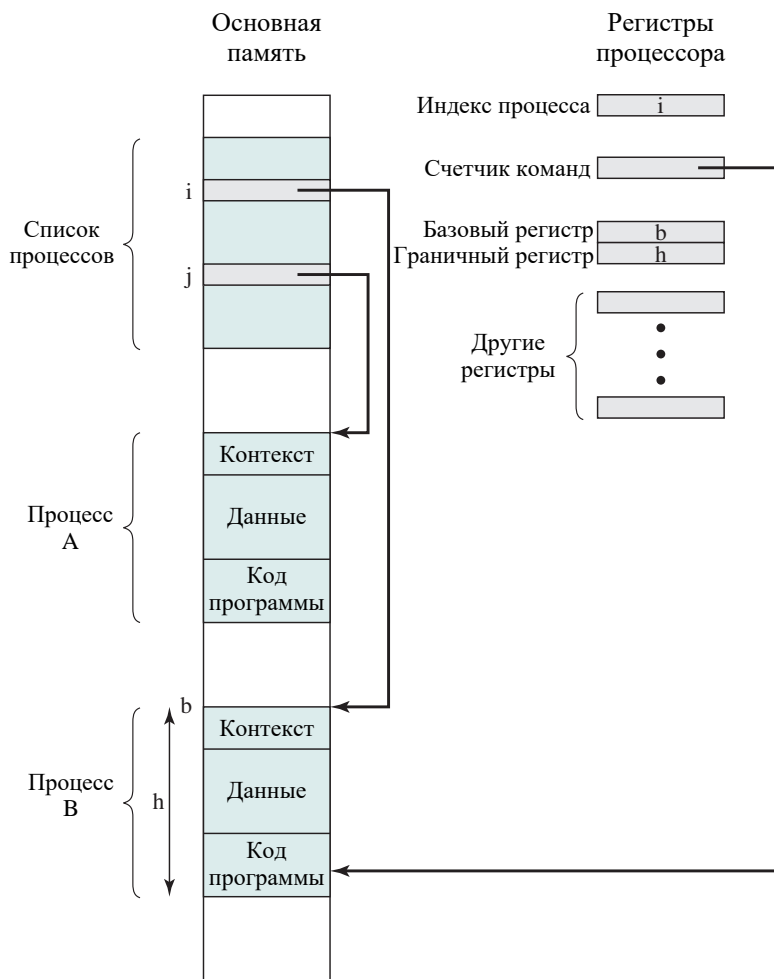 Основная
память
Регистры
процессора
Индекс процесса
i
Счетчик команд
Базовый регистр
b
Граничный регистр
h
Другие
регистры
Список
процессов
i
j
Процесс
A
Контекст
Данные
Код
программы
Процесс
B
b
h
Контекст
Данные
Код
программы